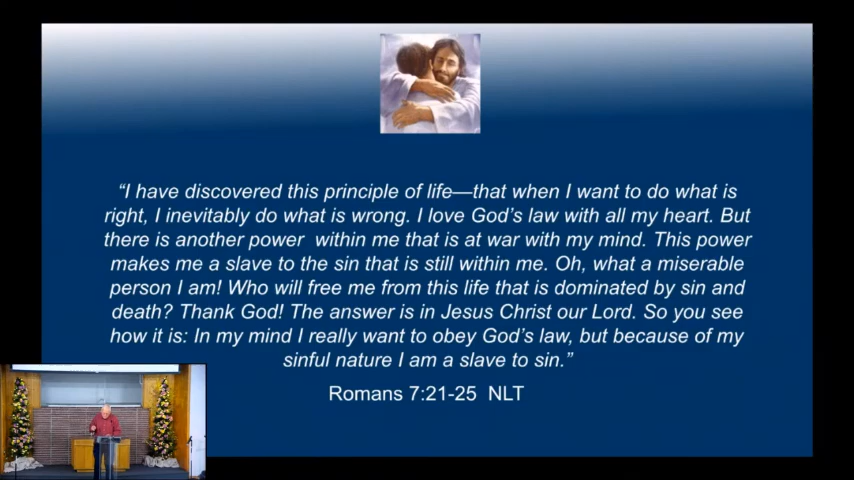 “I have discovered this principle of life—that when I want to do what is
right, I inevitably do what is wrong. I love God’s law with all my heart. But
there is another power  within me that is at war with my mind. This power
makes me a slave to the sin that is still within me. Oh, what a miserable
person I am! Who will free me from this life that is dominated by sin and
death? Thank God! The answer is in Jesus Christ our Lord. So you see
how it is: In my mind I really want to obey God’s law, but because of my
sinful nature I am a slave to sin.”
Romans 7:21-25  NLT